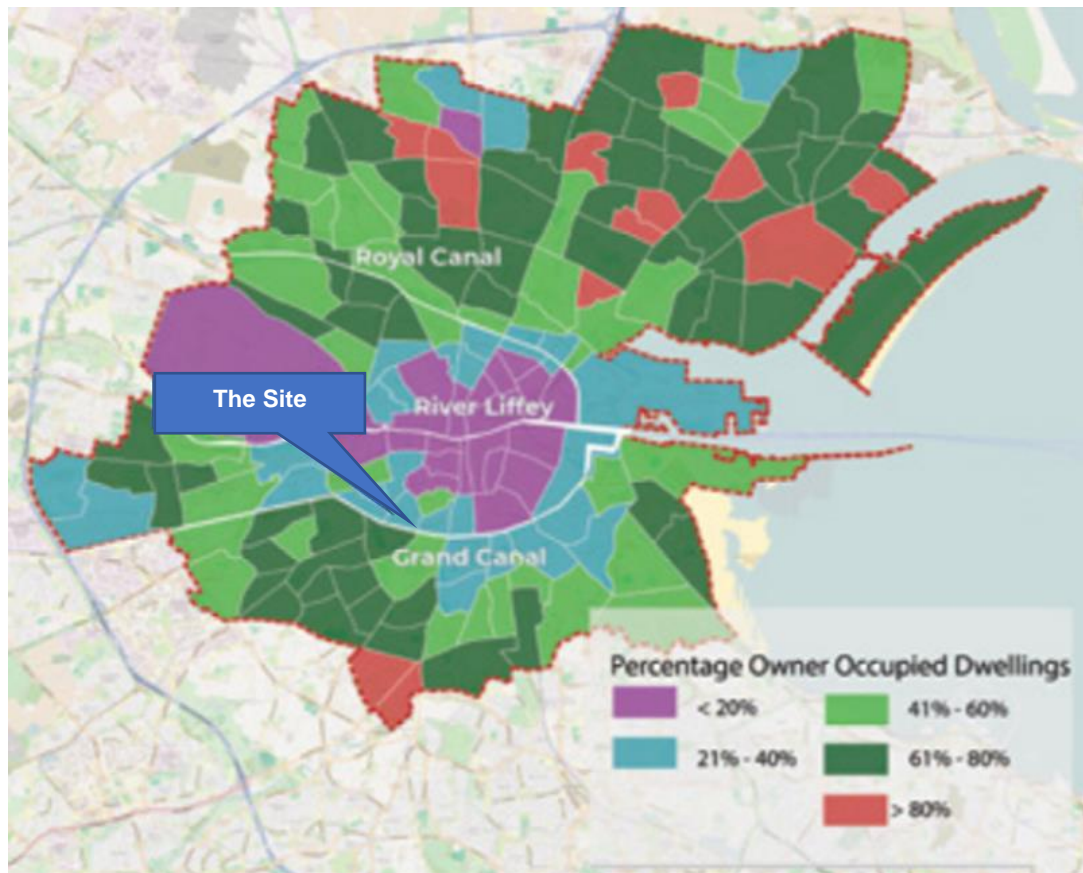 Royal Canal
The Site
River Liffey
Grand Canal
Percentage Owner Occupied Dwellings
< 20%
41% - 60%
21% - 40%
61% - 80%
> 80%